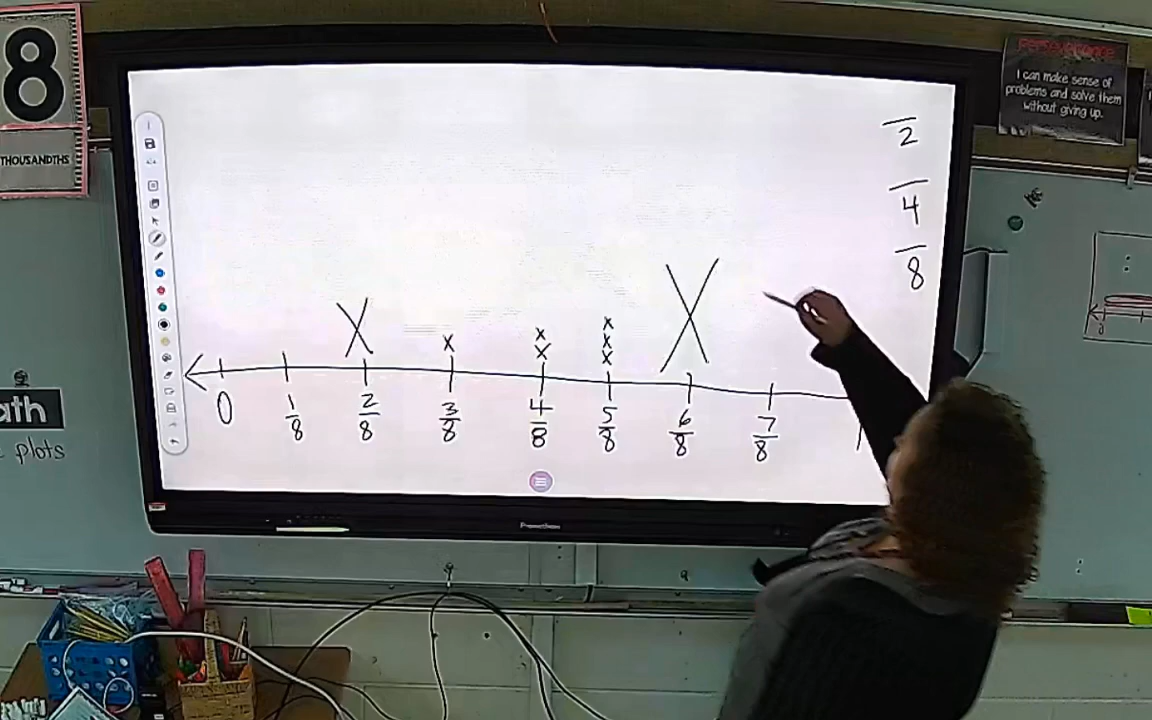 8
THOUSANDTHS
Perseverance
I can make sense of
problems and solve them
without giving up.
2
4
8
X
x
x
x
x
x
x
X
0
1/8
2/8
3/8
4/8
5/8
6/8
7/8
ath
plots
Promethean